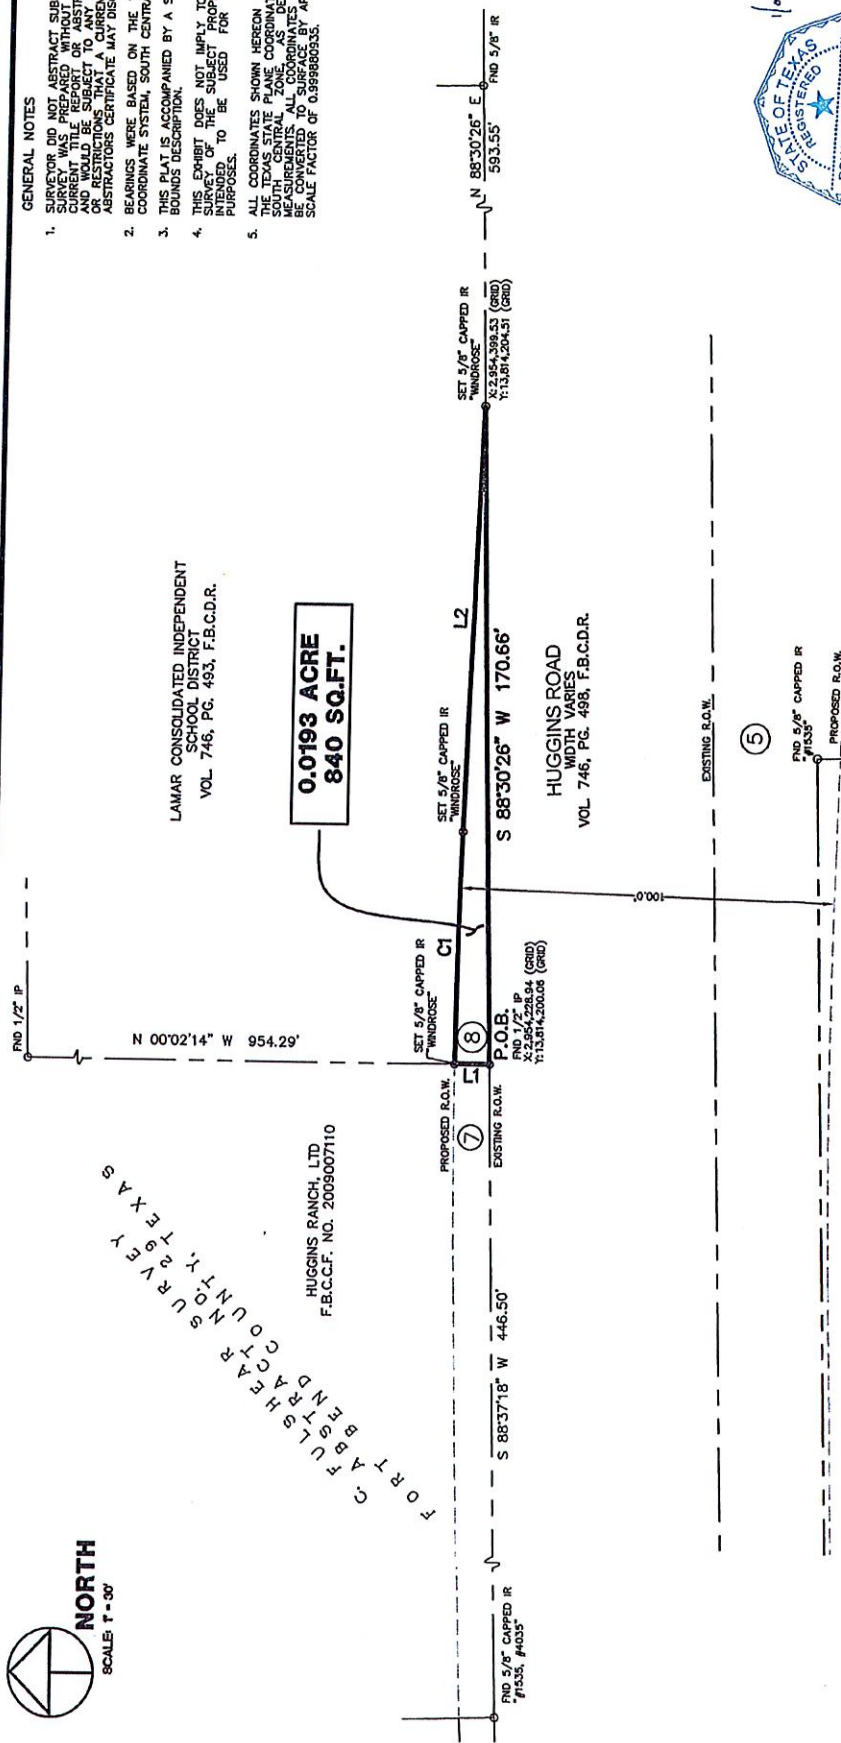 GENERAL NOTES
1. SURVEYOR DID NOT ABSTRACT SUB
SURVEY WAS PREPARED WITHOUT
CURRENT TITLE REPORT OR ABSTR
AND WOULD BE SUBJECT TO ANY
OR RESTRICTIONS THAT A CURREN
ABSTRACTORS CERTIFICATE MAY DISC
2. BEARINGS WERE BASED ON THE
COORDINATE SYSTEM, SOUTH CENTRA
3. THIS PLAT IS ACCOMPANIED BY A S
BOUNDS DESCRIPTION.
4. THIS EXHIBIT DOES NOT IMPLY TO
SURVEY OF THE SUBJECT PROP
INTENDED TO BE USED FOR
PURPOSES.
5. ALL COORDINATES SHOWN HEREON
THE TEXAS STATE PLANE COORDINAT
SOUTH CENTRAL ZONE AS DE
MEASUREMENTS. ALL COORDINATES
BE CONVERTED TO SURFACE BY AP
SCALE FACTOR OF 0.999880935.
NORTH
SCALE: 1" = 30'
FND 1/2" IP
N 00°02'14" W 954.29'
C. FULSHEAR SURVEY
ABSTRACT NO. 29
FORT BEND COUNTY, TEXAS
HUGGINS RANCH, LTD
F.B.C.C.F. NO. 2009007110
LAMAR CONSOLIDATED INDEPENDENT
SCHOOL DISTRICT
VOL. 746, PG. 493, F.B.C.D.R.
0.0193 ACRE
840 SQ.FT.
SET 5/8" CAPPED IR
"WINDROSE"
C1
SET 5/8" CAPPED IR
"WINDROSE"
L2
SET 5/8" CAPPED IR
"WINDROSE"
X:2,954,399.53 (GRID)
Y:13,814,204.51 (GRID)
N 88°30'26" E
593.55'
FND 5/8" IR
PROPOSED R.O.W.
7
L1
8
EXISTING R.O.W.
P.O.B.
FND 1/2" IP
X:2,954,228.94 (GRID)
Y:13,814,200.06 (GRID)
S 88°30'26" W 170.66'
FND 5/8" CAPPED IR
"#1535, #4035"
S 88°37'18" W 446.50'
HUGGINS ROAD
WIDTH VARIES
VOL. 746, PG. 498, F.B.C.D.R.
100.0'
EXISTING R.O.W.
5
FND 5/8" CAPPED IR
"#1535"
PROPOSED R.O.W.
STATE OF TEXAS
REGISTERED